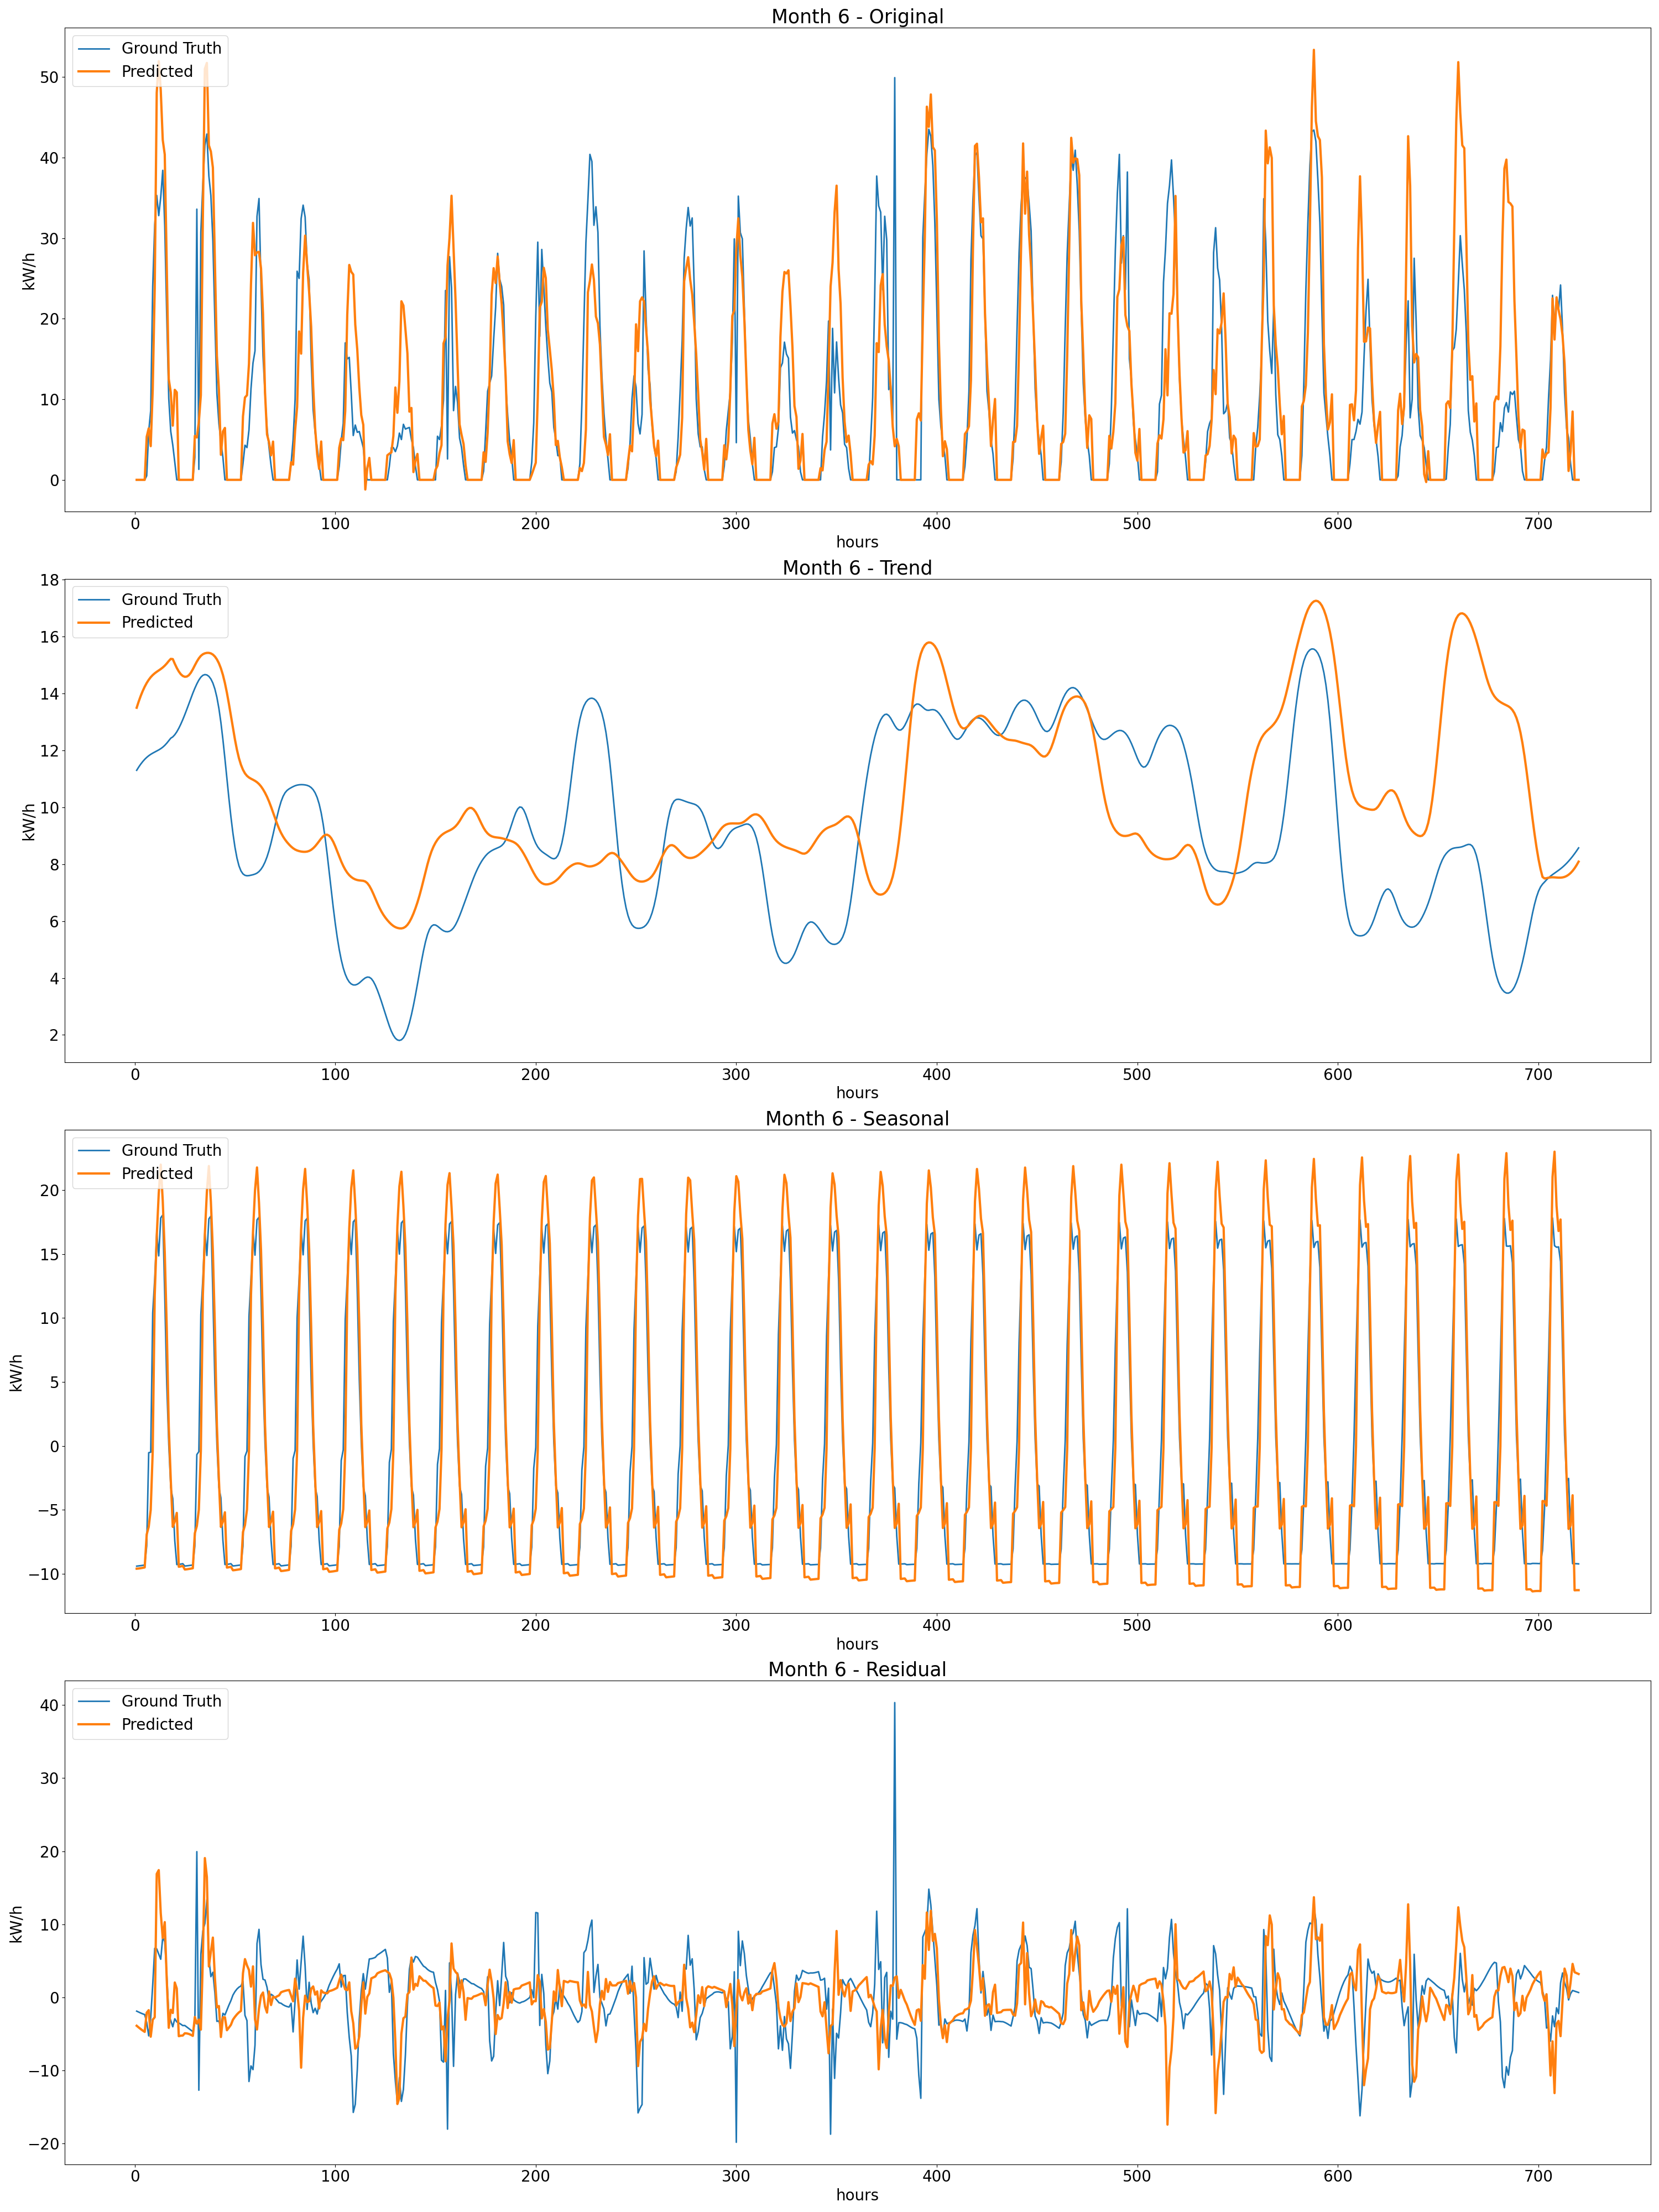 Month 6 - Original
Ground Truth
Predicted
kW/h
50
40
30
20
10
0
0 100 200 300 400 500 600 700
hours
Month 6 - Trend
Ground Truth
Predicted
kW/h
18
16
14
12
10
8
6
4
2
0 100 200 300 400 500 600 700
hours
Month 6 - Seasonal
Ground Truth
Predicted
kW/h
20
15
10
5
0
−5
−10
0 100 200 300 400 500 600 700
hours
Month 6 - Residual
Ground Truth
Predicted
kW/h
40
30
20
10
0
−10
−20
0 100 200 300 400 500 600 700
hours